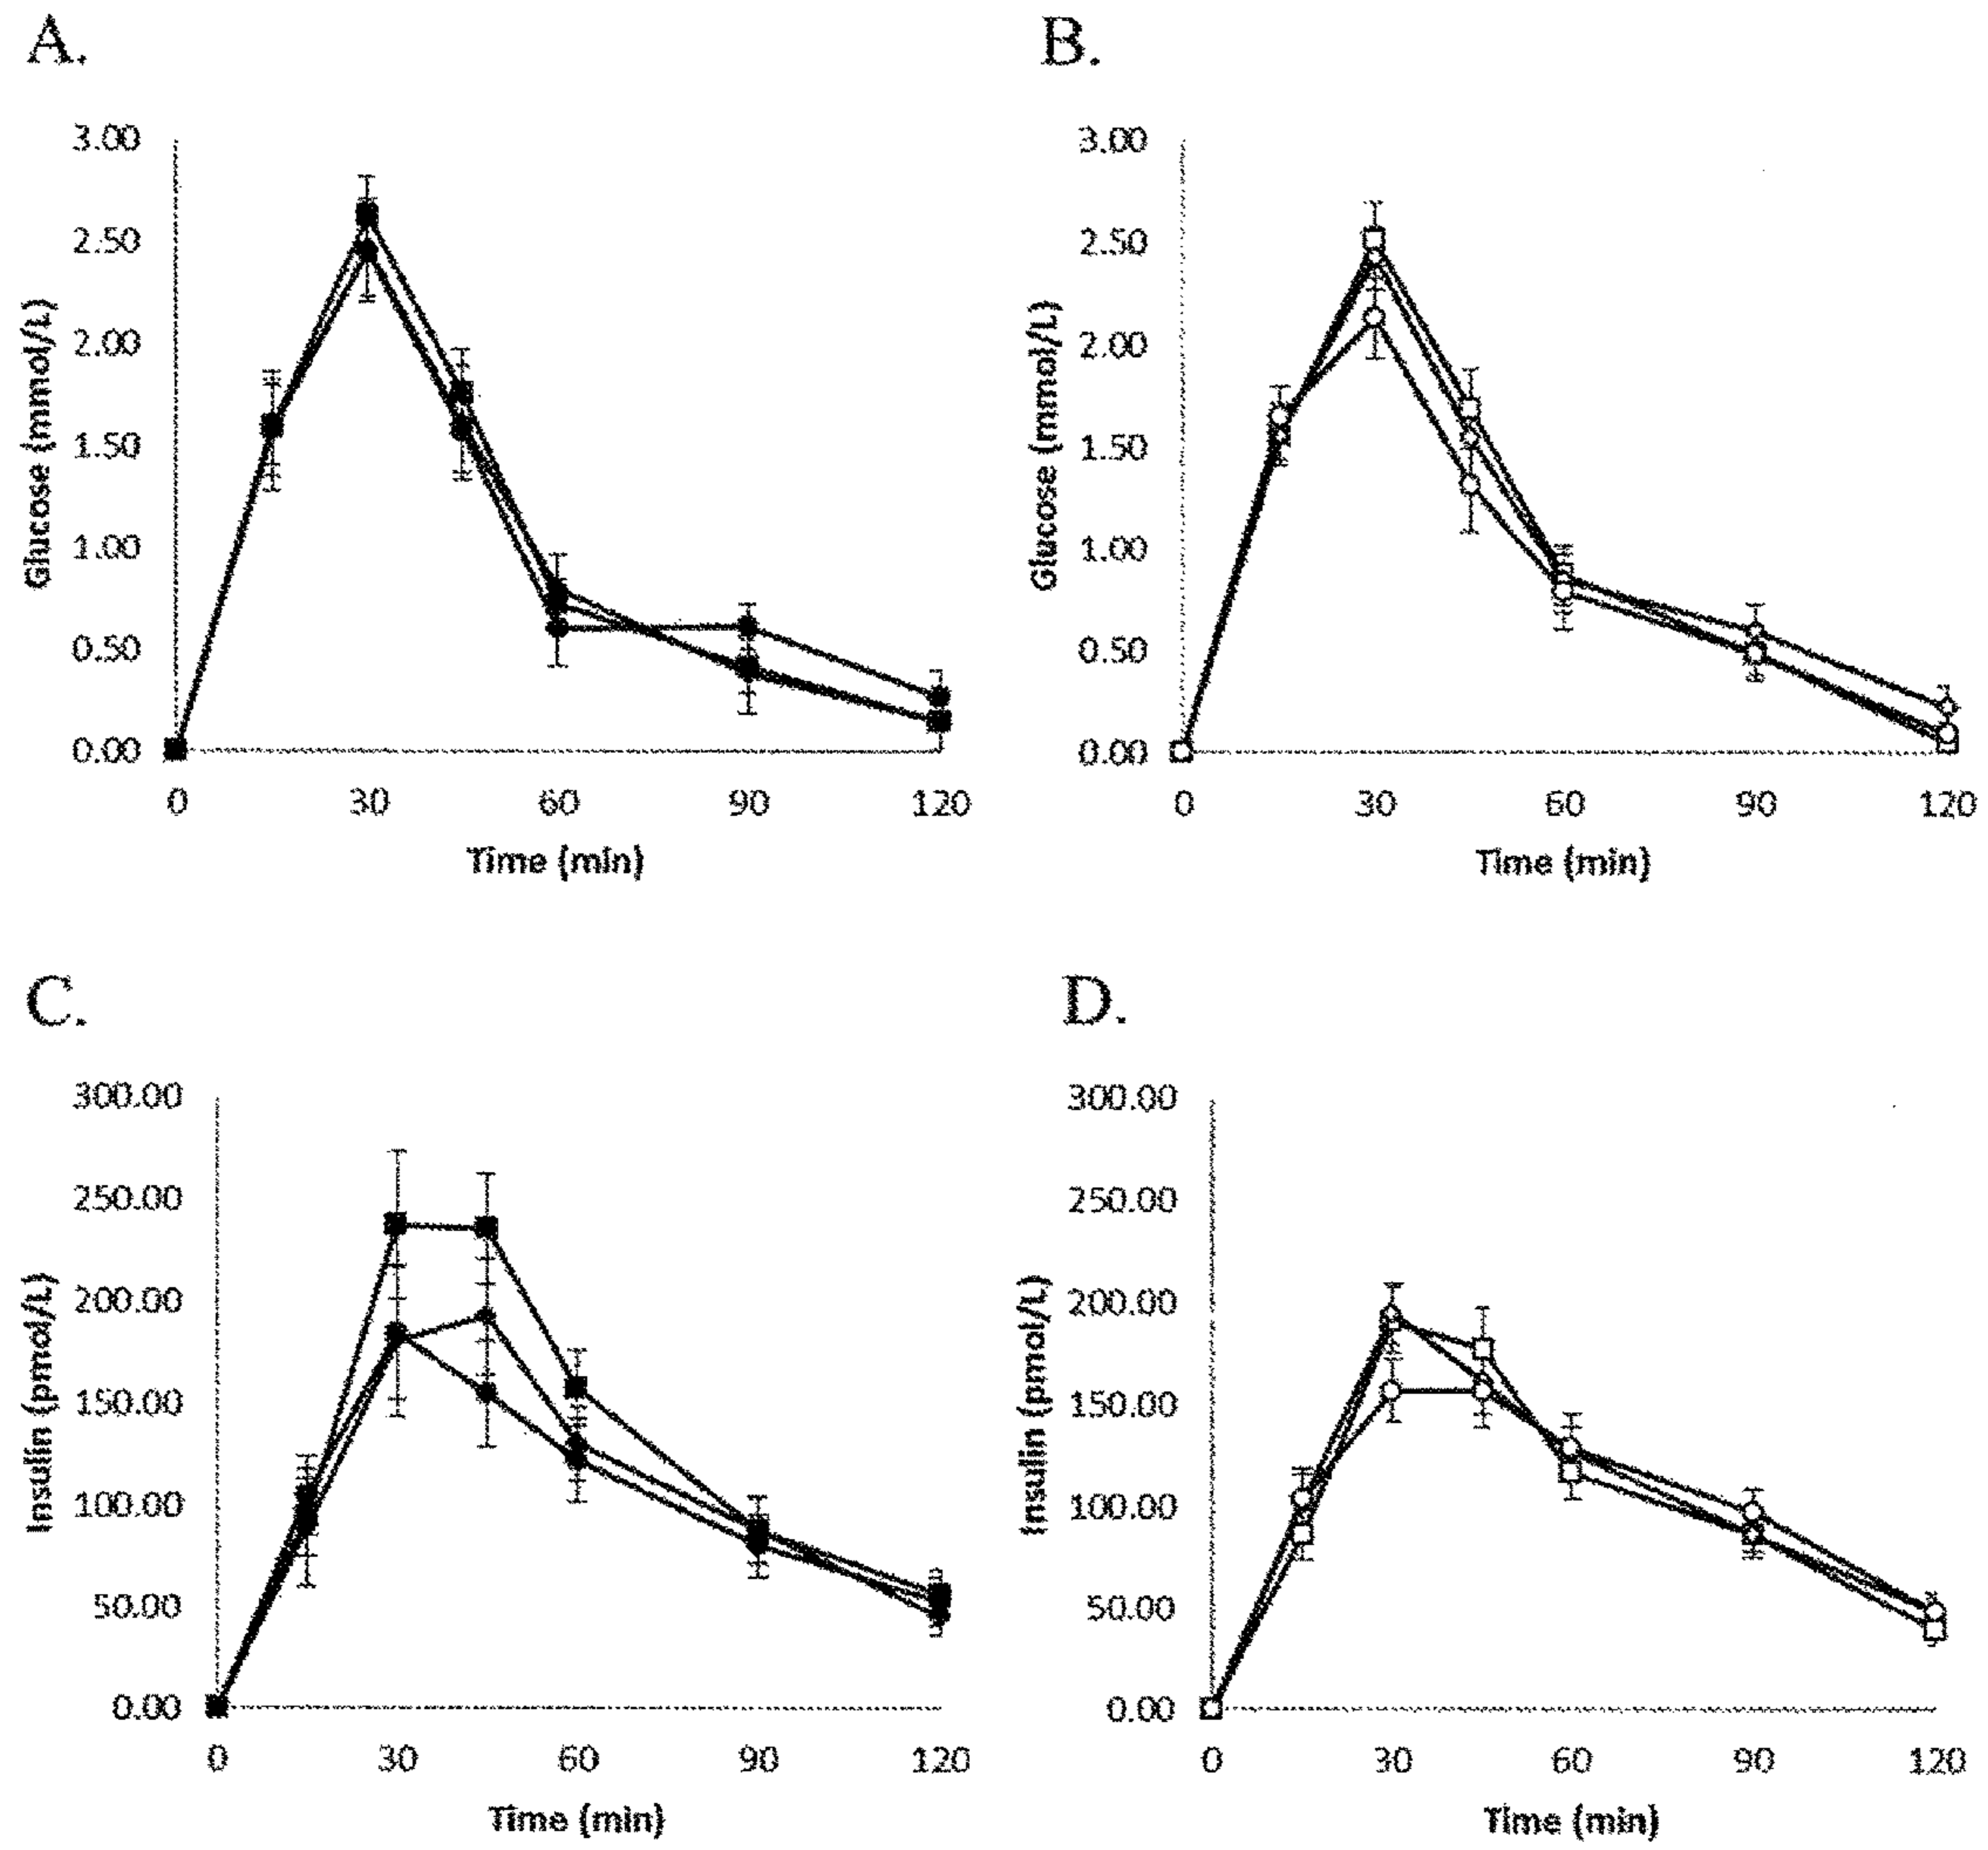 A.
3.00
2.50
2.00
1.50
1.00
0.50
0.00
Glucose (mmol/L)
0 30 60 90 120
Time (min)
B.
3.00
2.50
2.00
1.50
1.00
0.50
0.00
Glucose (mmol/L)
0 30 60 90 120
Time (min)
C.
300.00
250.00
200.00
150.00
100.00
50.00
0.00
Insulin (pmol/L)
0 30 60 90 120
Time (min)
D.
300.00
250.00
200.00
150.00
100.00
50.00
0.00
Insulin (pmol/L)
0 30 60 90 120
Time (min)